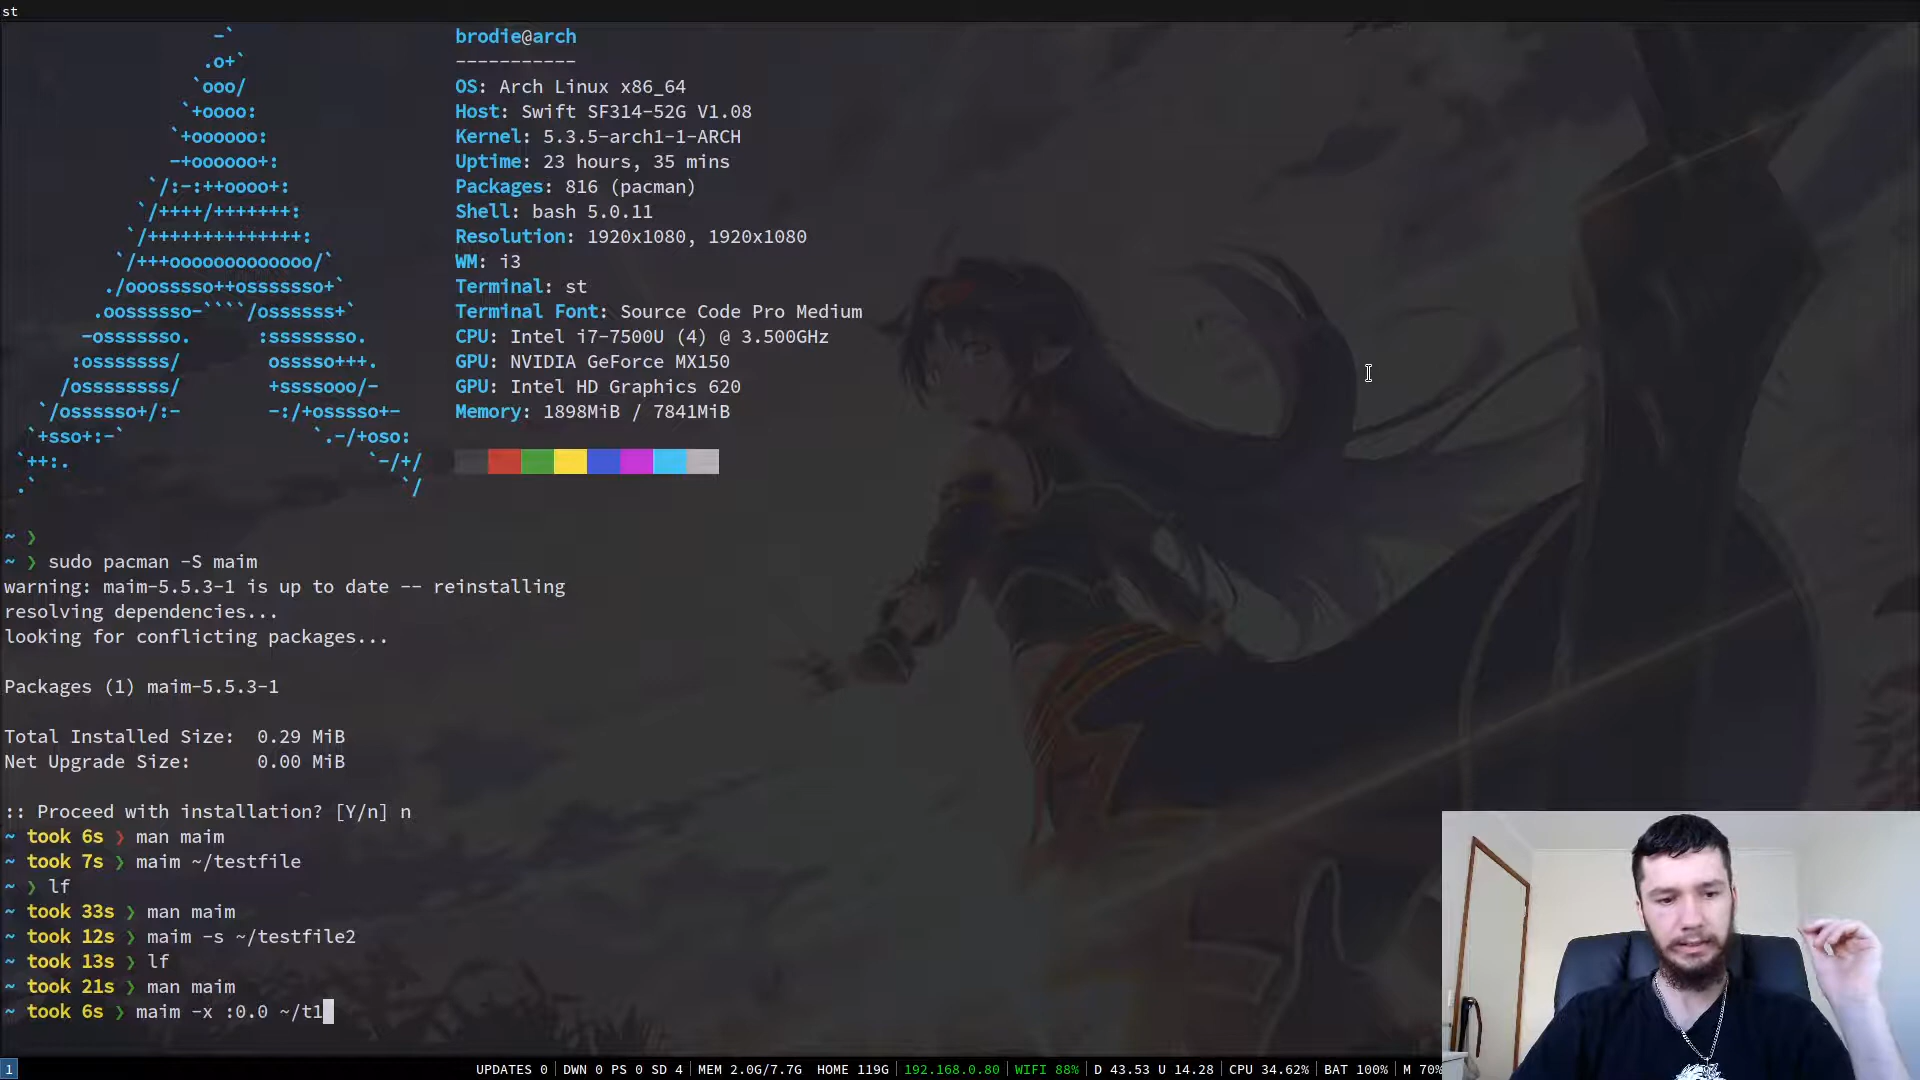 st
brodie@arch
-----------
OS: Arch Linux x86_64
Host: Swift SF314-52G V1.08
Kernel: 5.3.5-arch1-1-ARCH
Uptime: 23 hours, 35 mins
Packages: 816 (pacman)
Shell: bash 5.0.11
Resolution: 1920x1080, 1920x1080
WM: i3
Terminal: st
Terminal Font: Source Code Pro Medium
CPU: Intel i7-7500U (4) @ 3.500GHz
GPU: NVIDIA GeForce MX150
GPU: Intel HD Graphics 620
Memory: 1898MiB / 7841MiB
~ ❯
~ ❯ sudo pacman -S maim
warning: maim-5.5.3-1 is up to date -- reinstalling
resolving dependencies...
looking for conflicting packages...
Packages (1) maim-5.5.3-1
Total Installed Size:  0.29 MiB
Net Upgrade Size:      0.00 MiB
:: Proceed with installation? [Y/n] n
~ took 6s ❯ man maim
~ took 7s ❯ maim ~/testfile
~ ❯ lf
~ took 33s ❯ man maim
~ took 12s ❯ maim -s ~/testfile2
~ took 13s ❯ lf
~ took 21s ❯ man maim
~ took 6s ❯ maim -x :0.0 ~/t1
1 UPDATES 0 | DWN 0 PS 0 SD 4 | MEM 2.0G/7.7G HOME 119G | 192.168.0.80 | WIFI 88% | D 43.53 U 14.28 | CPU 34.62% | BAT 100% | M 70%